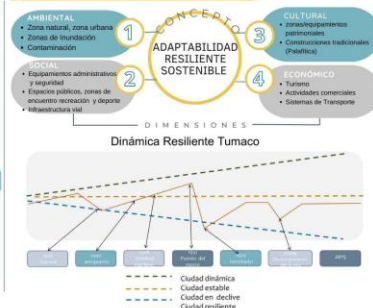 CONCEPTO
AMBIENTAL
• Zona natural, zona urbana
• Zonas de Inundación
• Contaminación
1
SOCIAL
• Equipamientos administrativos y seguridad
• Espacios públicos, zonas de encuentro recreación y deporte
• Infraestructura vial
2
ADAPTABILIDAD
RESILIENTE
SOSTENIBLE
3
CULTURAL
• zonas/equipamientos patrimoniales
• Construcciones tradicionales (Palafítica)
4
ECONÓMICO
• Turismo
• Actividades comerciales
• Sistemas de Transporte
DIMENSIONES
Dinámica Resiliente Tumaco
Ciudad dinámica
Ciudad estable
Ciudad en declive
Ciudad resiliente